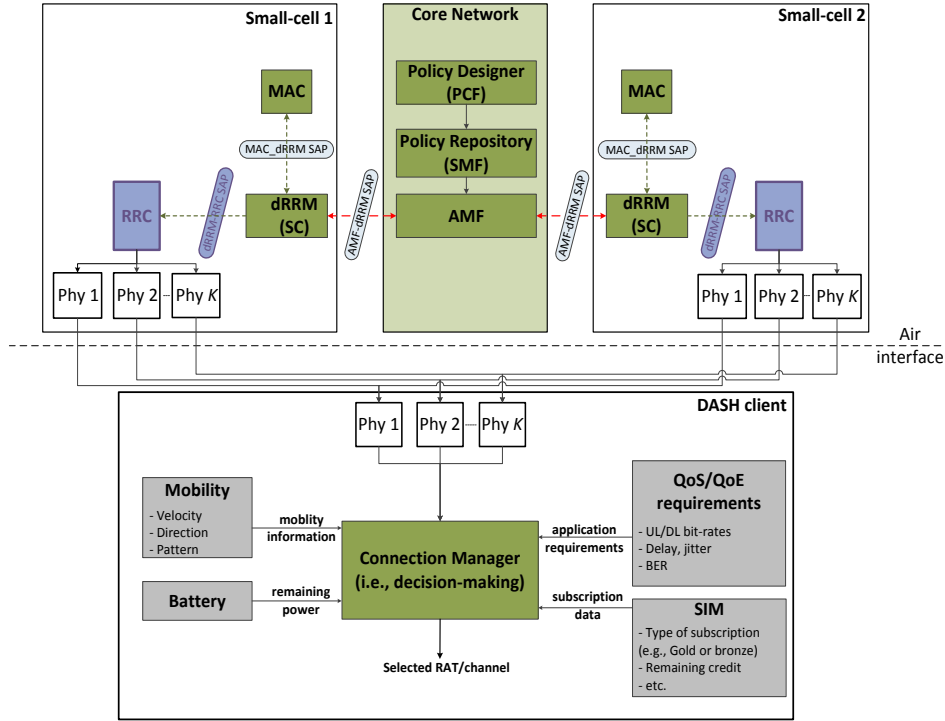 Small-cell 1
MAC
MAC_dRRM SAP
dRRM-RRC SAP
RRC
dRRM
(SC)
AMF-dRRM SAP
Phy 1
Phy 2
Phy K
Core Network
Policy Designer
(PCF)
Policy Repository
(SMF)
AMF
Small-cell 2
MAC
MAC_dRRM SAP
AMF-dRRM SAP
dRRM
(SC)
dRRM-RRC SAP
RRC
Phy 1
Phy 2
Phy K
Air
interface
DASH client
Phy 1
Phy 2
Phy K
Mobility
- Velocity
- Direction
- Pattern
moblity
information
Battery
remaining
power
Connection Manager
(i.e., decision-making)
application
requirements
QoS/QoE
requirements
- UL/DL bit-rates
- Delay, jitter
- BER
subscription
data
SIM
- Type of subscription
(e.g., Gold or bronze)
- Remaining credit
- etc.
Selected RAT/channel